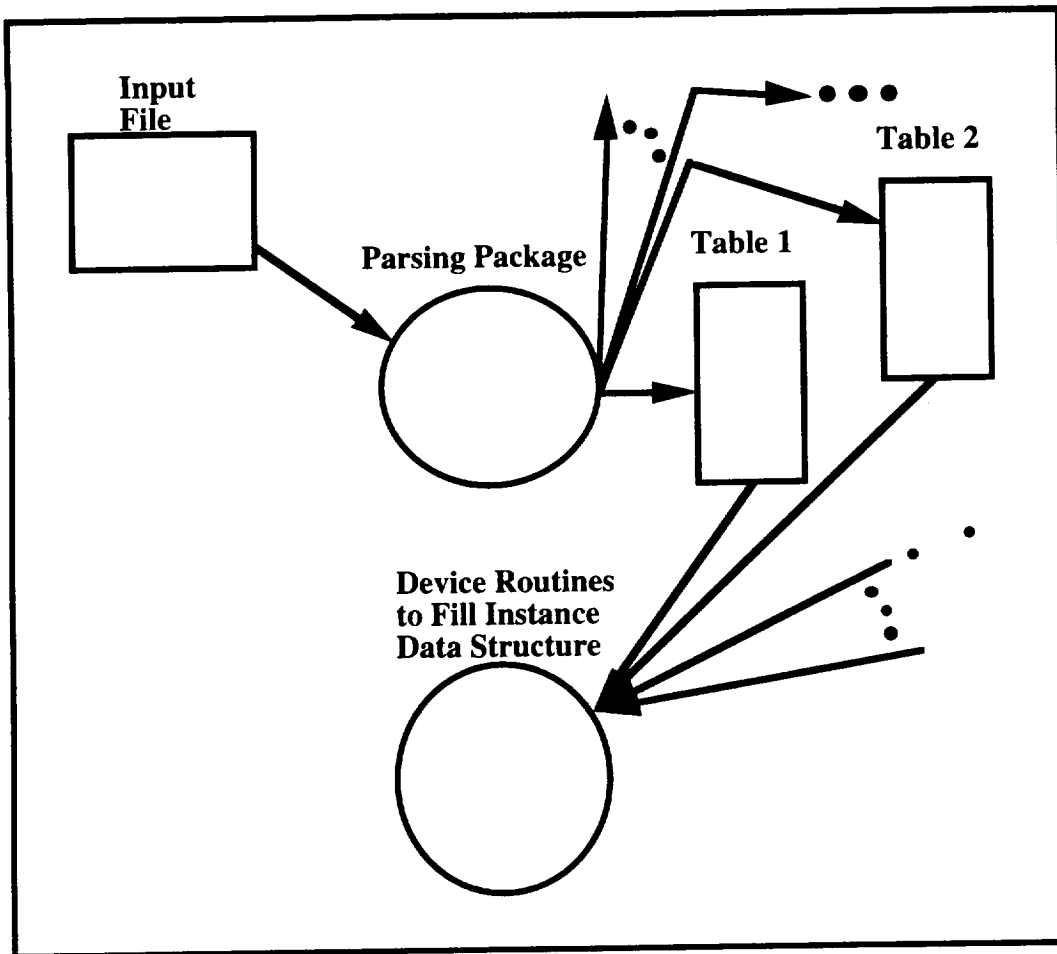 Input
File
Table 2
Table 1
Parsing Package
Device Routines
to Fill Instance
Data Structure